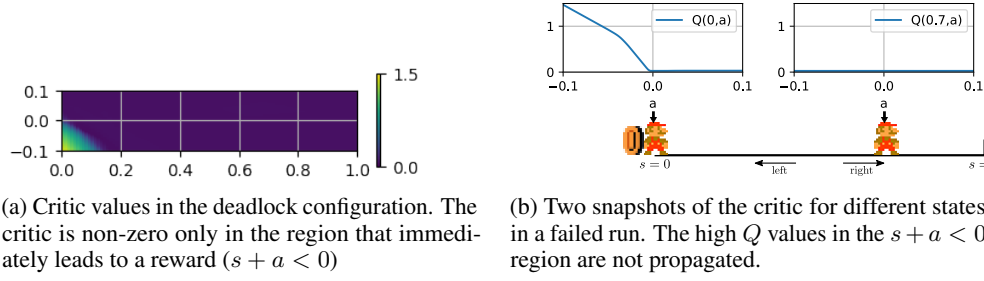 0.1
0.0
−0.1
0.0 0.2 0.4 0.6 0.8 1.0
1.5
0.0
(a) Critic values in the deadlock configuration. The
critic is non-zero only in the region that immedi-
ately leads to a reward (s + a < 0)
1
0
−0.1 0.0 0.1
Q(0,a)
a
1
0
−0.1 0.0 0.1
Q(0.7,a)
a
s = 0
left
right
s =
(b) Two snapshots of the critic for different states
in a failed run. The high Q values in the s + a < 0
region are not propagated.